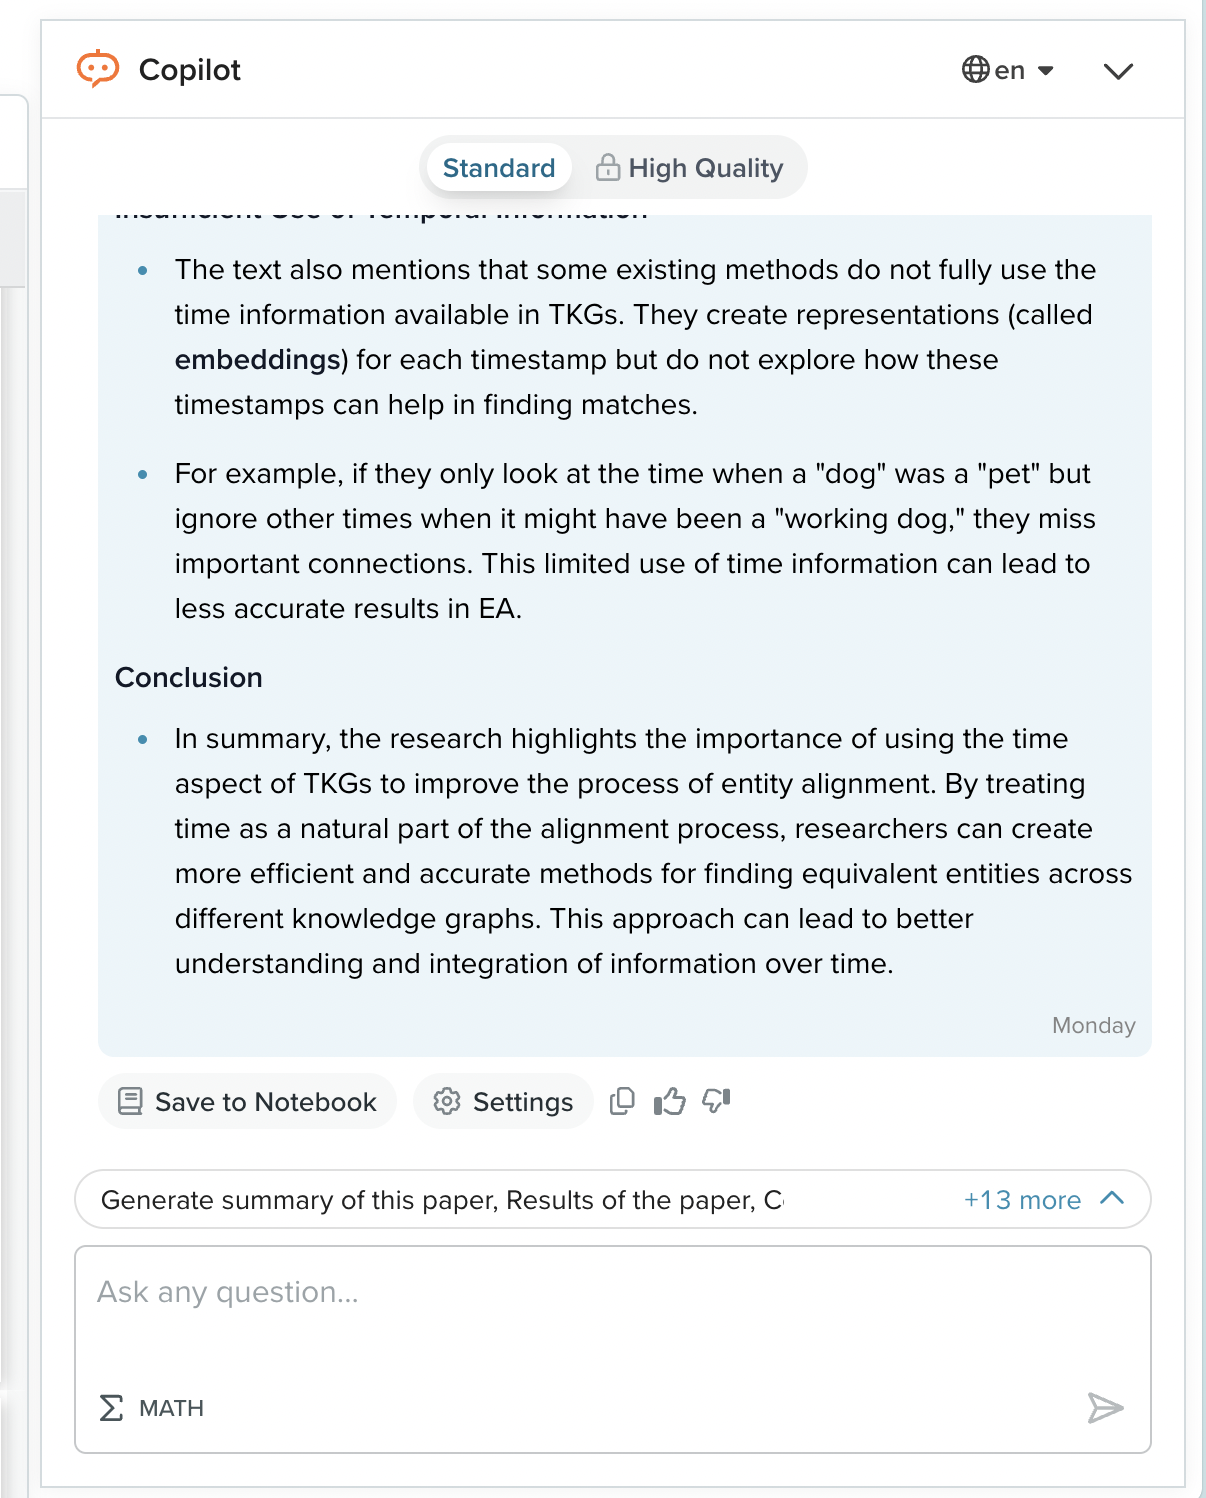 Copilot
en
Standard
High Quality
Insufficient Use of Temporal Information
The text also mentions that some existing methods do not fully use the
time information available in TKGs. They create representations (called
embeddings) for each timestamp but do not explore how these
timestamps can help in finding matches.
For example, if they only look at the time when a "dog" was a "pet" but
ignore other times when it might have been a "working dog," they miss
important connections. This limited use of time information can lead to
less accurate results in EA.
Conclusion
In summary, the research highlights the importance of using the time
aspect of TKGs to improve the process of entity alignment. By treating
time as a natural part of the alignment process, researchers can create
more efficient and accurate methods for finding equivalent entities across
different knowledge graphs. This approach can lead to better
understanding and integration of information over time.
Monday
Save to Notebook
Settings
Generate summary of this paper, Results of the paper, C
+13 more
Ask any question...
MATH